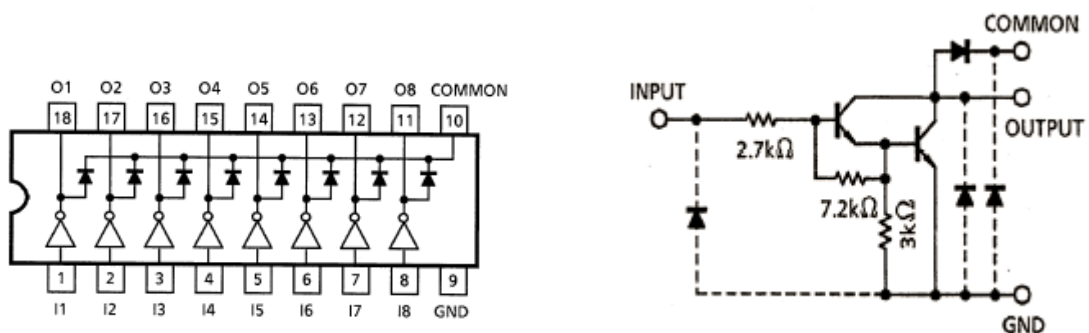 O1 O2 O3 O4 O5 O6 O7 O8 COMMON
18 17 16 15 14 13 12 11 10
1 2 3 4 5 6 7 8 9
I1 I2 I3 I4 I5 I6 I7 I8 GND
COMMON
INPUT
OUTPUT
2.7kΩ
7.2kΩ
3kΩ
GND